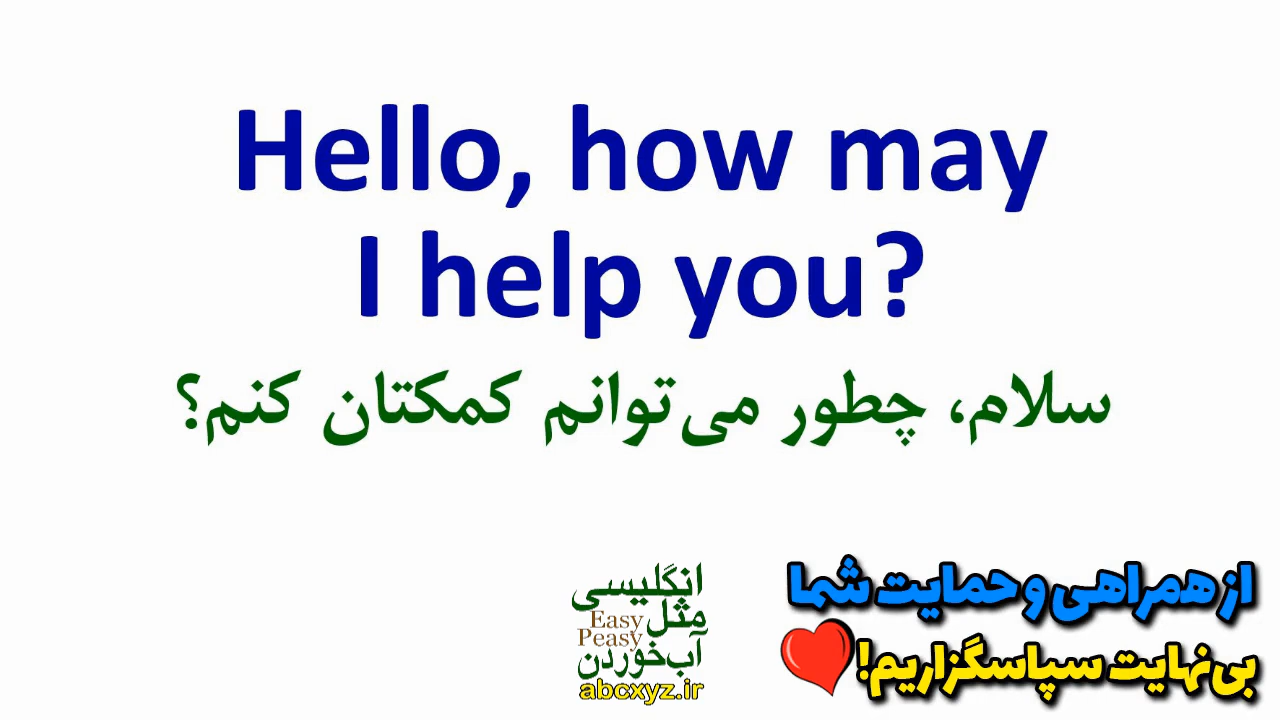 Hello, how may
I help you?
سلام، چطور می‌توانم کمکتان کنم؟
انگلیسی
مثل
Easy
Peasy
آب‌خوردن
abcxyz.ir
از همراهی و حمایت شما
بی‌نهایت سپاسگزاریم!